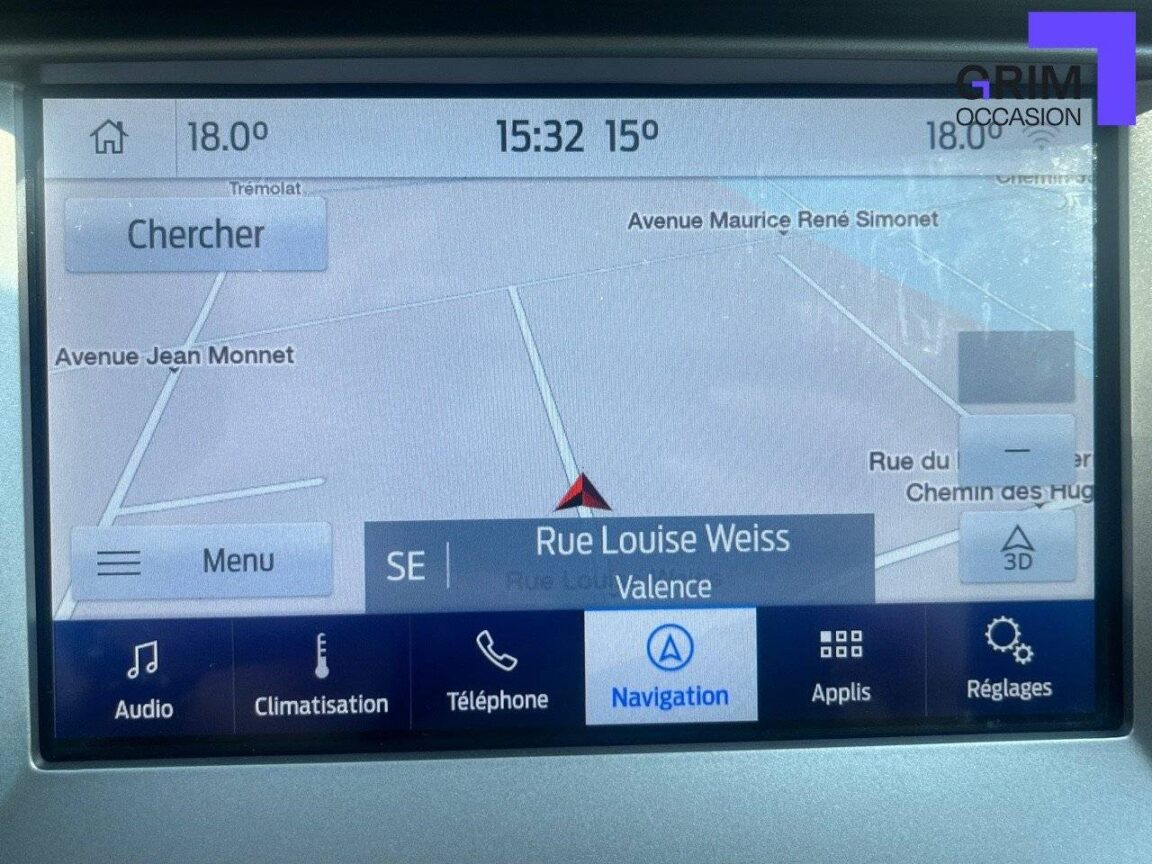 GRIM
OCCASION
18.0º
15:32 15º
18.0º
Trémolat
Chercher
Avenue Maurice René Simonet
Avenue Jean Monnet
Rue du
Chemin des Hug
Menu
SE
Rue Louise Weiss
Valence
3D
Audio
Climatisation
Téléphone
Navigation
Applis
Réglages